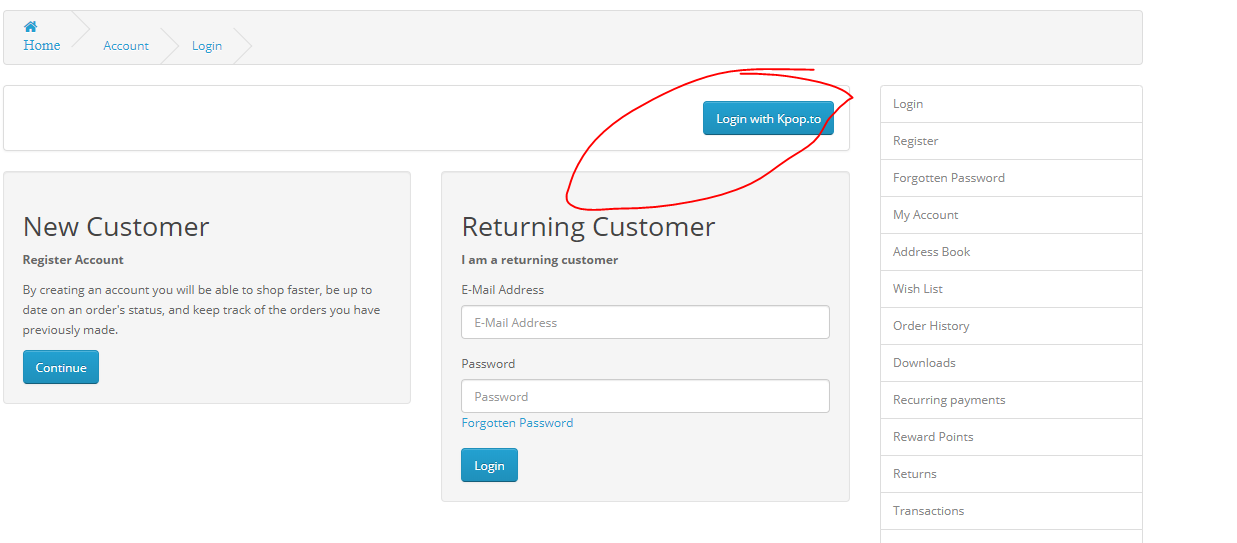 Home
Account
Login
Login with Kpop.to
New Customer
Register Account
By creating an account you will be able to shop faster, be up to
date on an order's status, and keep track of the orders you have
previously made.
Continue
Returning Customer
I am a returning customer
E-Mail Address
E-Mail Address
Password
Password
Forgotten Password
Login
Login
Register
Forgotten Password
My Account
Address Book
Wish List
Order History
Downloads
Recurring payments
Reward Points
Returns
Transactions